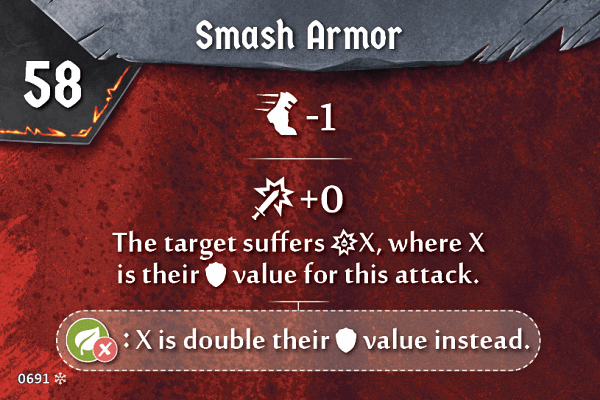 Smash Armor
58
-1
+0
The target suffers X, where X
is their value for this attack.
: X is double their value instead.
0691